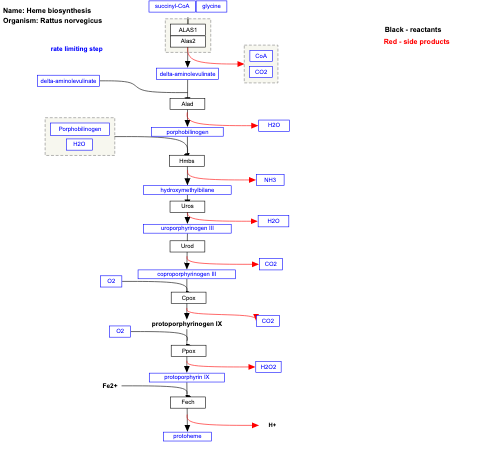 Name: Heme biosynthesis
Organism: Rattus norvegicus
succinyl-CoA glycine
Black - reactants
Red - side products
ALAS1
Alas2
rate limiting step
CoA
CO2
delta-aminolevulinate
delta-aminolevulinate
Alad
Porphobilinogen
H2O
porphobilinogen
H2O
Hmbs
NH3
hydroxymethylbilane
Uros
H2O
uroporphyrinogen III
Urod
CO2
coproporphyrinogen III
O2
Cpox
CO2
protoporphyrinogen IX
O2
Ppox
H2O2
protoporphyrin IX
Fe2+
Fech
H+
protoheme